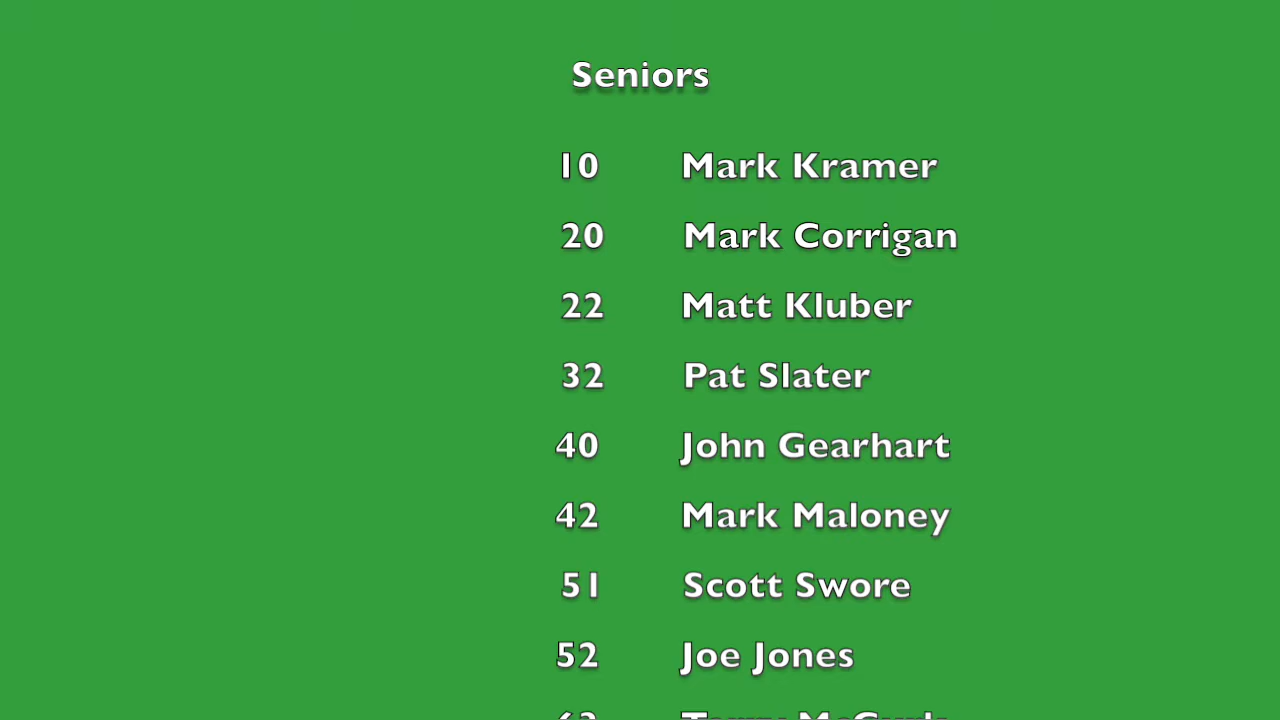 Seniors
10 Mark Kramer
20 Mark Corrigan
22 Matt Kluber
32 Pat Slater
40 John Gearhart
42 Mark Maloney
51 Scott Swore
52 Joe Jones